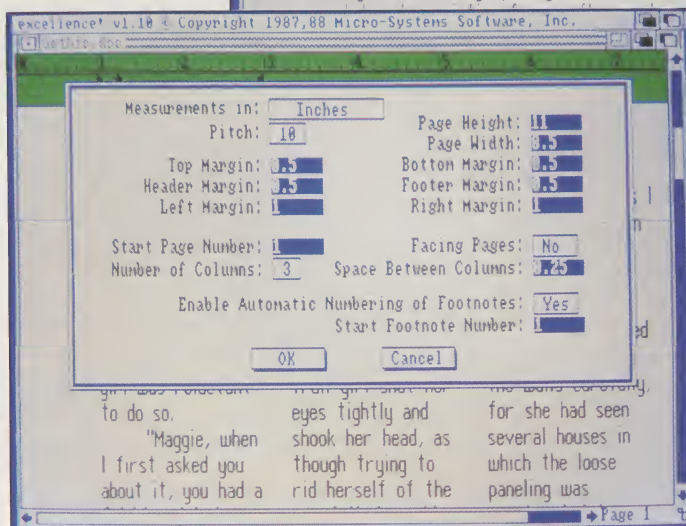 excellence! v1.10 © Copyright 1987,88 Micro-Systems Software, Inc.
Measurements in: Inches
Pitch: 10
Page Height: 11
Page Width: 8.5
Top Margin: 0.5
Bottom Margin: 0.5
Header Margin: 0.5
Footer Margin: 0.5
Left Margin: 1
Right Margin: 1
Start Page Number: 1
Facing Pages: No
Number of Columns: 3
Space Between Columns: 0.25
Enable Automatic Numbering of Footnotes: Yes
Start Footnote Number: 1
OK Cancel
to do so.
"Maggie, when
I first asked you
about it, you had a
eyes tightly and
shook her head, as
though trying to
rid herself of the
for she had seen
several houses in
which the loose
paneling was
Page 1